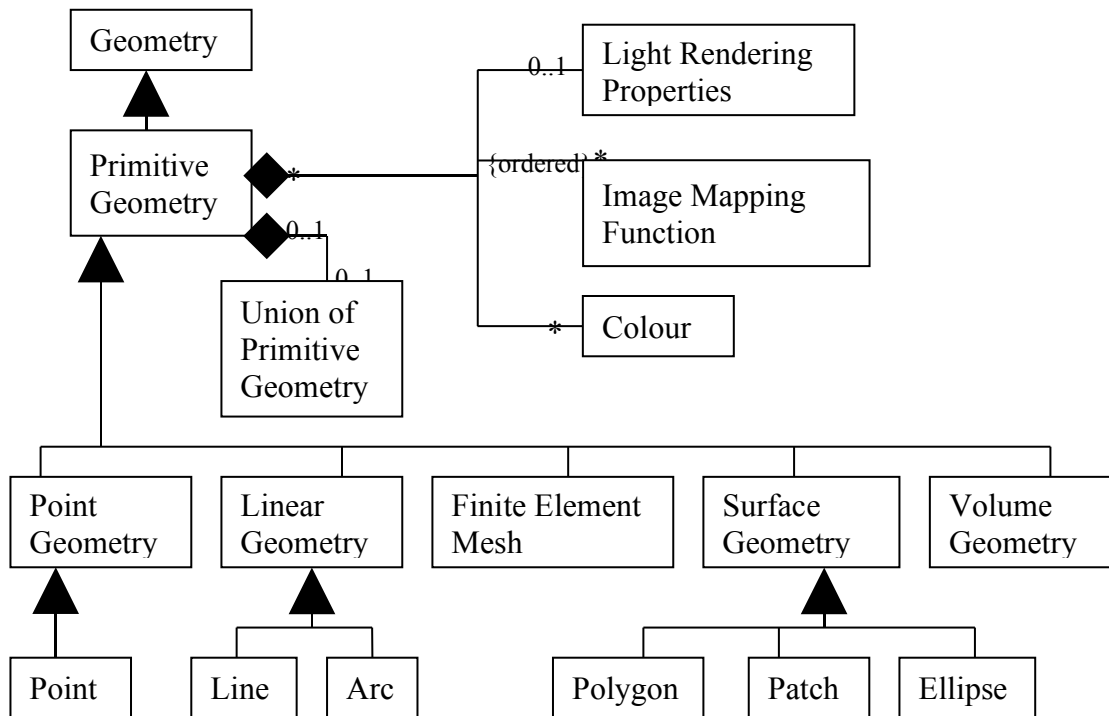 Geometry
0..1
Light Rendering
Properties
Primitive
Geometry
*
{ordered}
*
Image Mapping
Function
0..1
0..1
Union of
Primitive
Geometry
*
Colour
Point
Geometry
Linear
Geometry
Finite Element
Mesh
Surface
Geometry
Volume
Geometry
Point
Line
Arc
Polygon
Patch
Ellipse